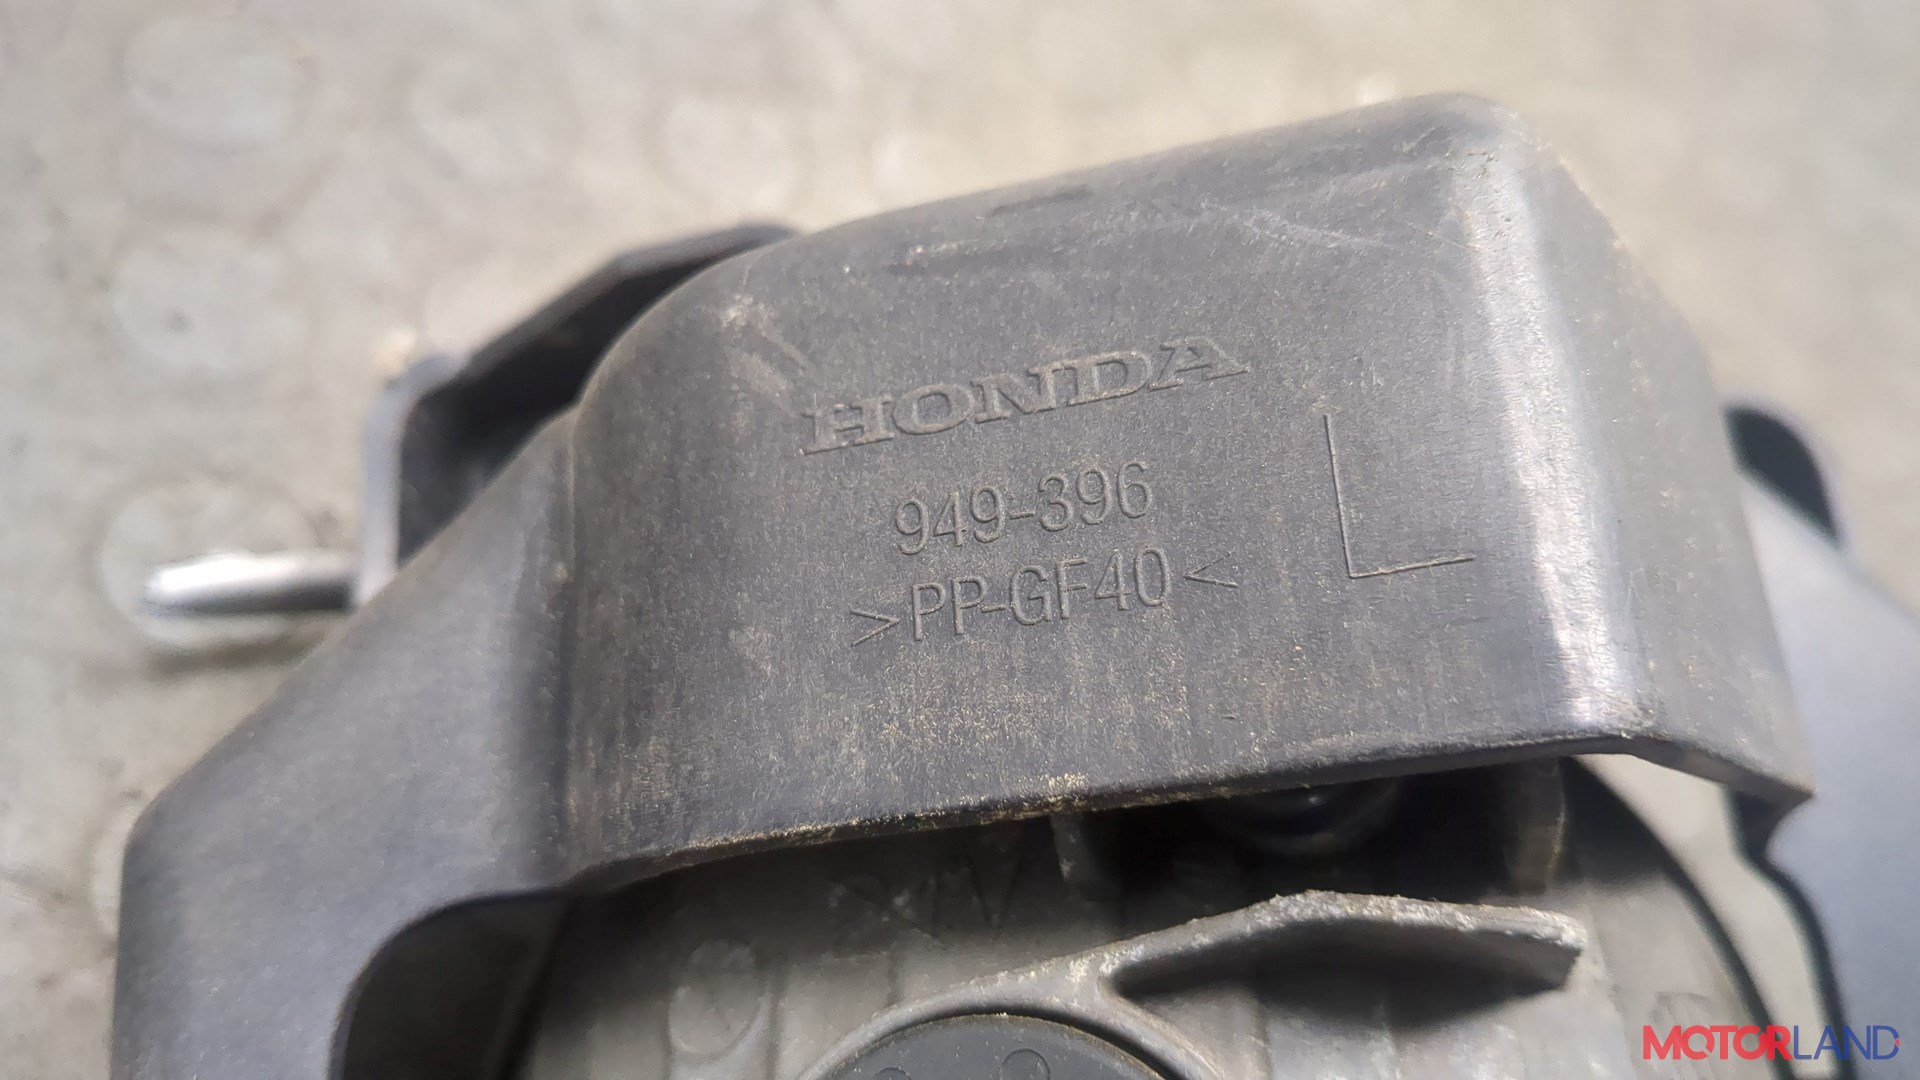 HONDA
949-396
>PP-GF40<
L
MOTORLAND